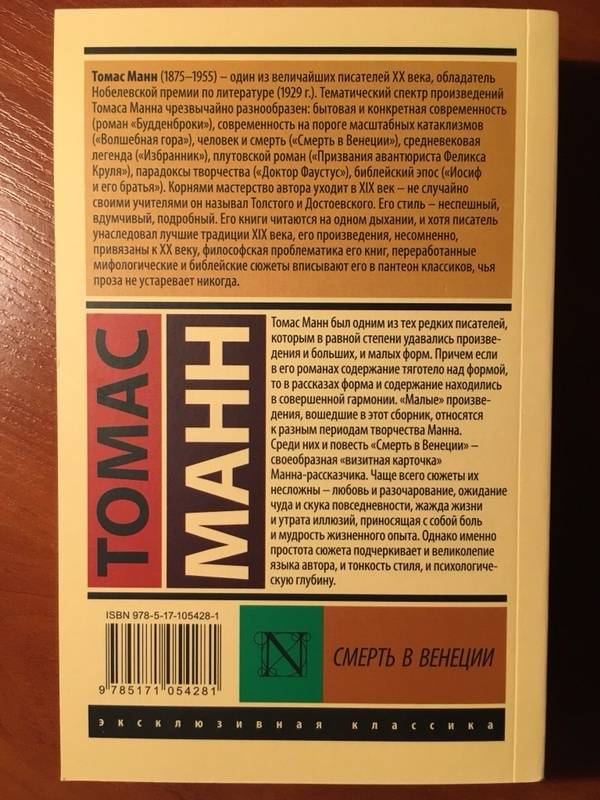 Томас Манн (1875–1955) – один из величайших писателей XX века, обладатель
Нобелевской премии по литературе (1929 г.). Тематический спектр произведений
Томаса Манна чрезвычайно разнообразен: бытовая и конкретная современность
(роман «Будденброки»), современность на пороге масштабных катаклизмов
(«Волшебная гора»), человек и смерть («Смерть в Венеции»), средневековая
легенда («Избранник»), плутовской роман («Призвания авантюриста Феликса
Круля»), парадоксы творчества («Доктор Фаустус»), библейский эпос («Иосиф
и его братья»). Корнями мастерство автора уходит в XIX век – не случайно
своими учителями он называл Толстого и Достоевского. Его стиль – неспешный,
вдумчивый, подробный. Его книги читаются на одном дыхании, и хотя писатель
унаследовал лучшие традиции XIX века, его произведения, несомненно,
привязаны к XX веку, философская проблематика его книг, переработанные
мифологические и библейские сюжеты вписывают его в пантеон классиков, чья
проза не устаревает никогда.
ТОМАС
МАНН
Томас Манн был одним из тех редких писателей,
которым в равной степени удавались произве-
дения и больших, и малых форм. Причем если
в его романах содержание тяготело над формой,
то в рассказах форма и содержание находились
в совершенной гармонии. «Малые» произве-
дения, вошедшие в этот сборник, относятся
к разным периодам творчества Манна.
Среди них и повесть «Смерть в Венеции» –
своеобразная «визитная карточка»
Манна-рассказчика. Чаще всего сюжеты их
несложны – любовь и разочарование, ожидание
чуда и скука повседневности, жажда жизни
и утрата иллюзий, приносящая с собой боль
и мудрость жизненного опыта. Однако именно
простота сюжета подчеркивает и великолепие
языка автора, и тонкость стиля, и психологиче-
скую глубину.
ISBN 978-5-17-105428-1
9 785171 054281
N
СМЕРТЬ В ВЕНЕЦИИ
эксклюзивная классика